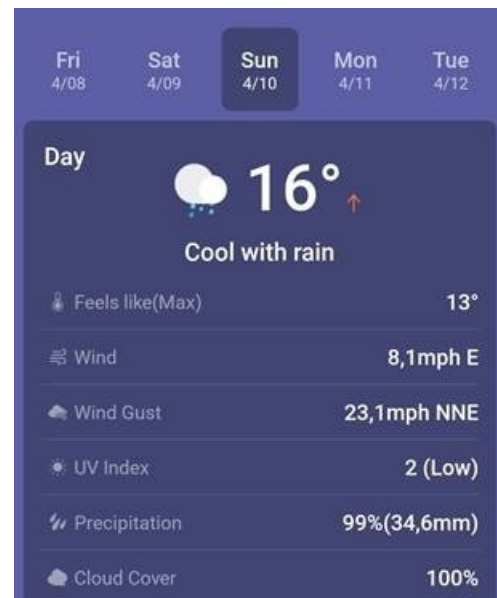 Fri Sat Sun Mon Tue
4/08 4/09 4/10 4/11 4/12
Day
16°
Cool with rain
Feels like(Max) 13°
Wind 8,1mph E
Wind Gust 23,1mph NNE
UV Index 2 (Low)
Precipitation 99%(34,6mm)
Cloud Cover 100%